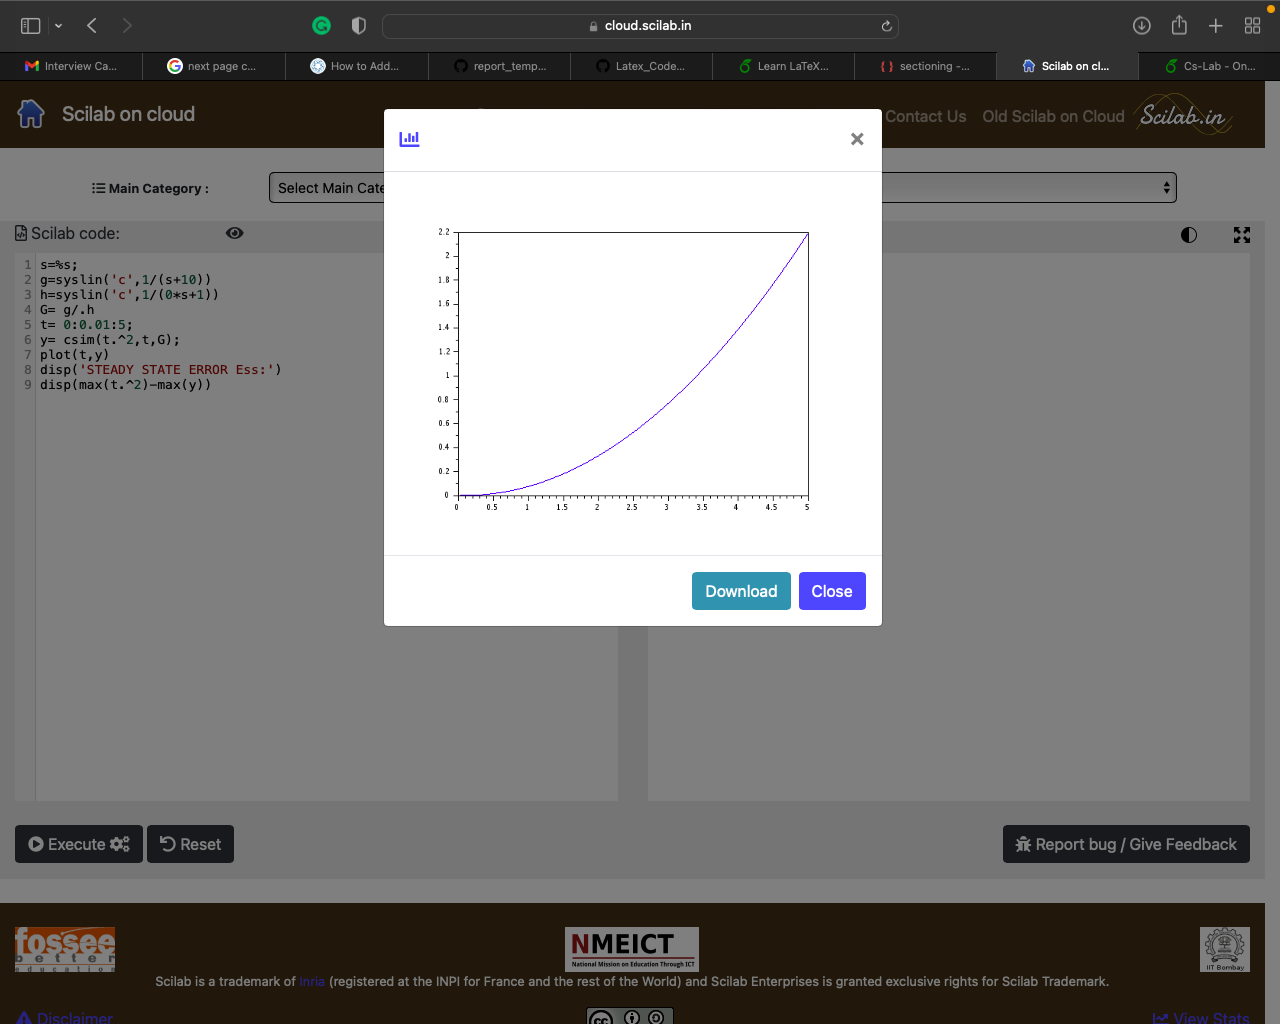 cloud.scilab.in
Interview Ca...
next page c...
How to Add...
report_temp...
Latex_Code...
Learn LaTeX...
sectioning -...
Scilab on cl...
Cs-Lab - On...
Scilab on cloud
Contact Us
Old Scilab on Cloud
Scilab.in
Main Category :
Select Main Cate
Scilab code:
1 s=%s;
2 g=syslin('c',1/(s+10))
3 h=syslin('c',1/(0*s+1))
4 G= g/.h
5 t= 0:0.01:5;
6 y= csim(t.^2,t,G);
7 plot(t,y)
8 disp('STEADY STATE ERROR Ess:')
9 disp(max(t.^2)-max(y))
2.2
2
1.8
1.6
1.4
1.2
1
0.8
0.6
0.4
0.2
0
0 0.5 1 1.5 2 2.5 3 3.5 4 4.5 5
Download
Close
Execute
Reset
Report bug / Give Feedback
fossee
better
education
NMEICT
National Mission on Education Through ICT
IIT Bombay
Scilab is a trademark of Inria (registered at the INPI for France and the rest of the World) and Scilab Enterprises is granted exclusive rights for Scilab Trademark.
Disclaimer
cc
View Stats